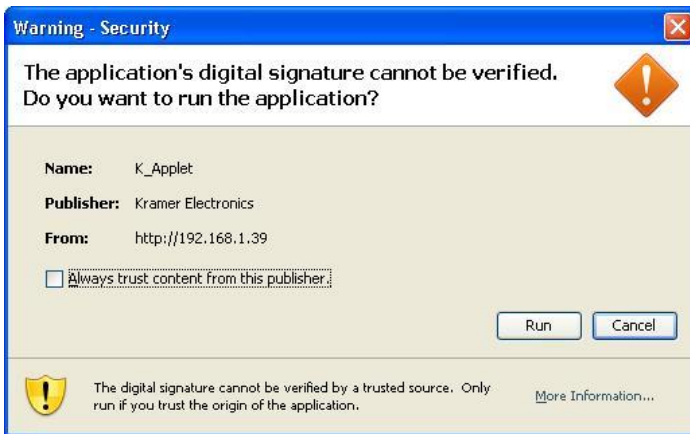 Warning - Security
The application's digital signature cannot be verified.
Do you want to run the application?
Name: K_Applet
Publisher: Kramer Electronics
From: http://192.168.1.39
Always trust content from this publisher.
Run Cancel
The digital signature cannot be verified by a trusted source. Only
run if you trust the origin of the application.
More Information...